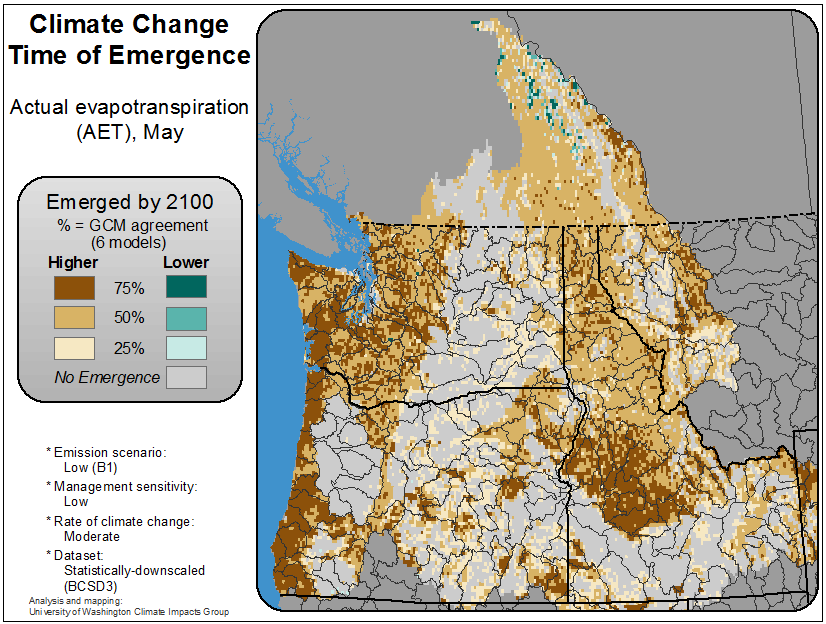 Climate Change
Time of Emergence
Actual evapotranspiration
(AET), May
Emerged by 2100
% = GCM agreement
(6 models)
Higher Lower
75%
50%
25%
No Emergence
* Emission scenario:
Low (B1)
* Management sensitivity:
Low
* Rate of climate change:
Moderate
* Dataset:
Statistically-downscaled
(BCSD3)
Analysis and mapping:
University of Washington Climate Impacts Group